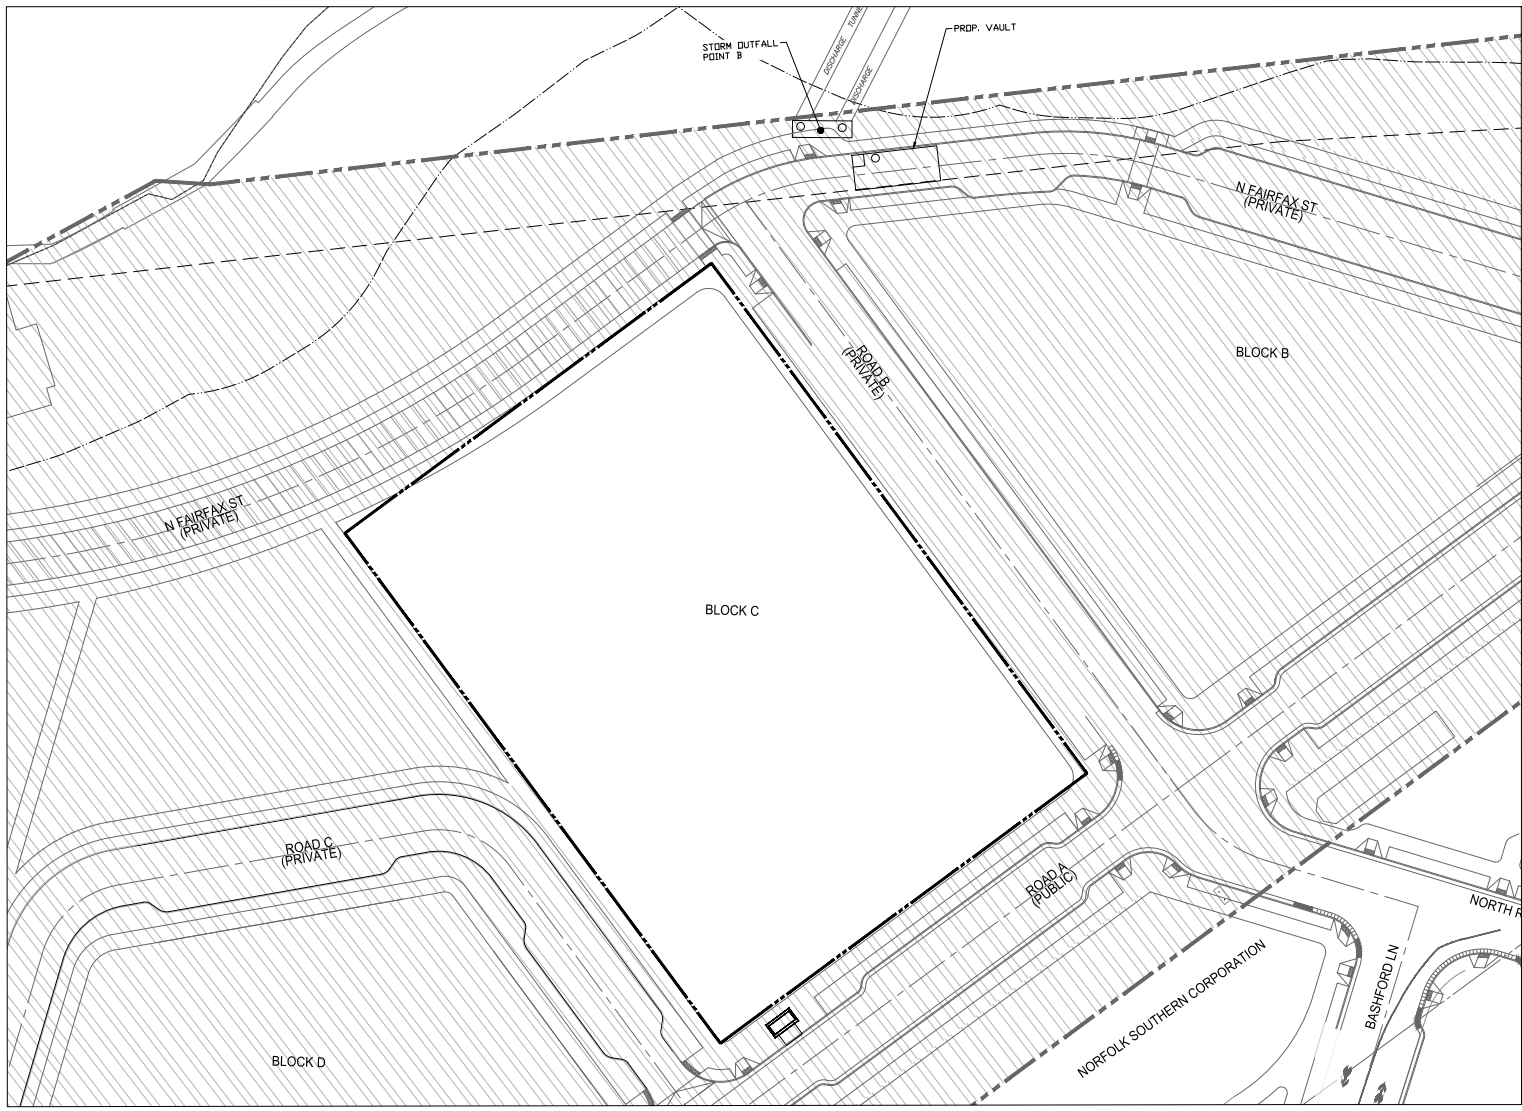 STORM OUTFALL
POINT B
DISCHARGE
DISCHARGE
PROP. VAULT
N FAIRFAX ST
(PRIVATE)
BLOCK B
ROAD B
(PRIVATE)
N FAIRFAX ST
(PRIVATE)
BLOCK C
ROAD C
(PRIVATE)
ROAD A
(PUBLIC)
NORTH
BASHFORD LN
NORFOLK SOUTHERN CORPORATION
BLOCK D